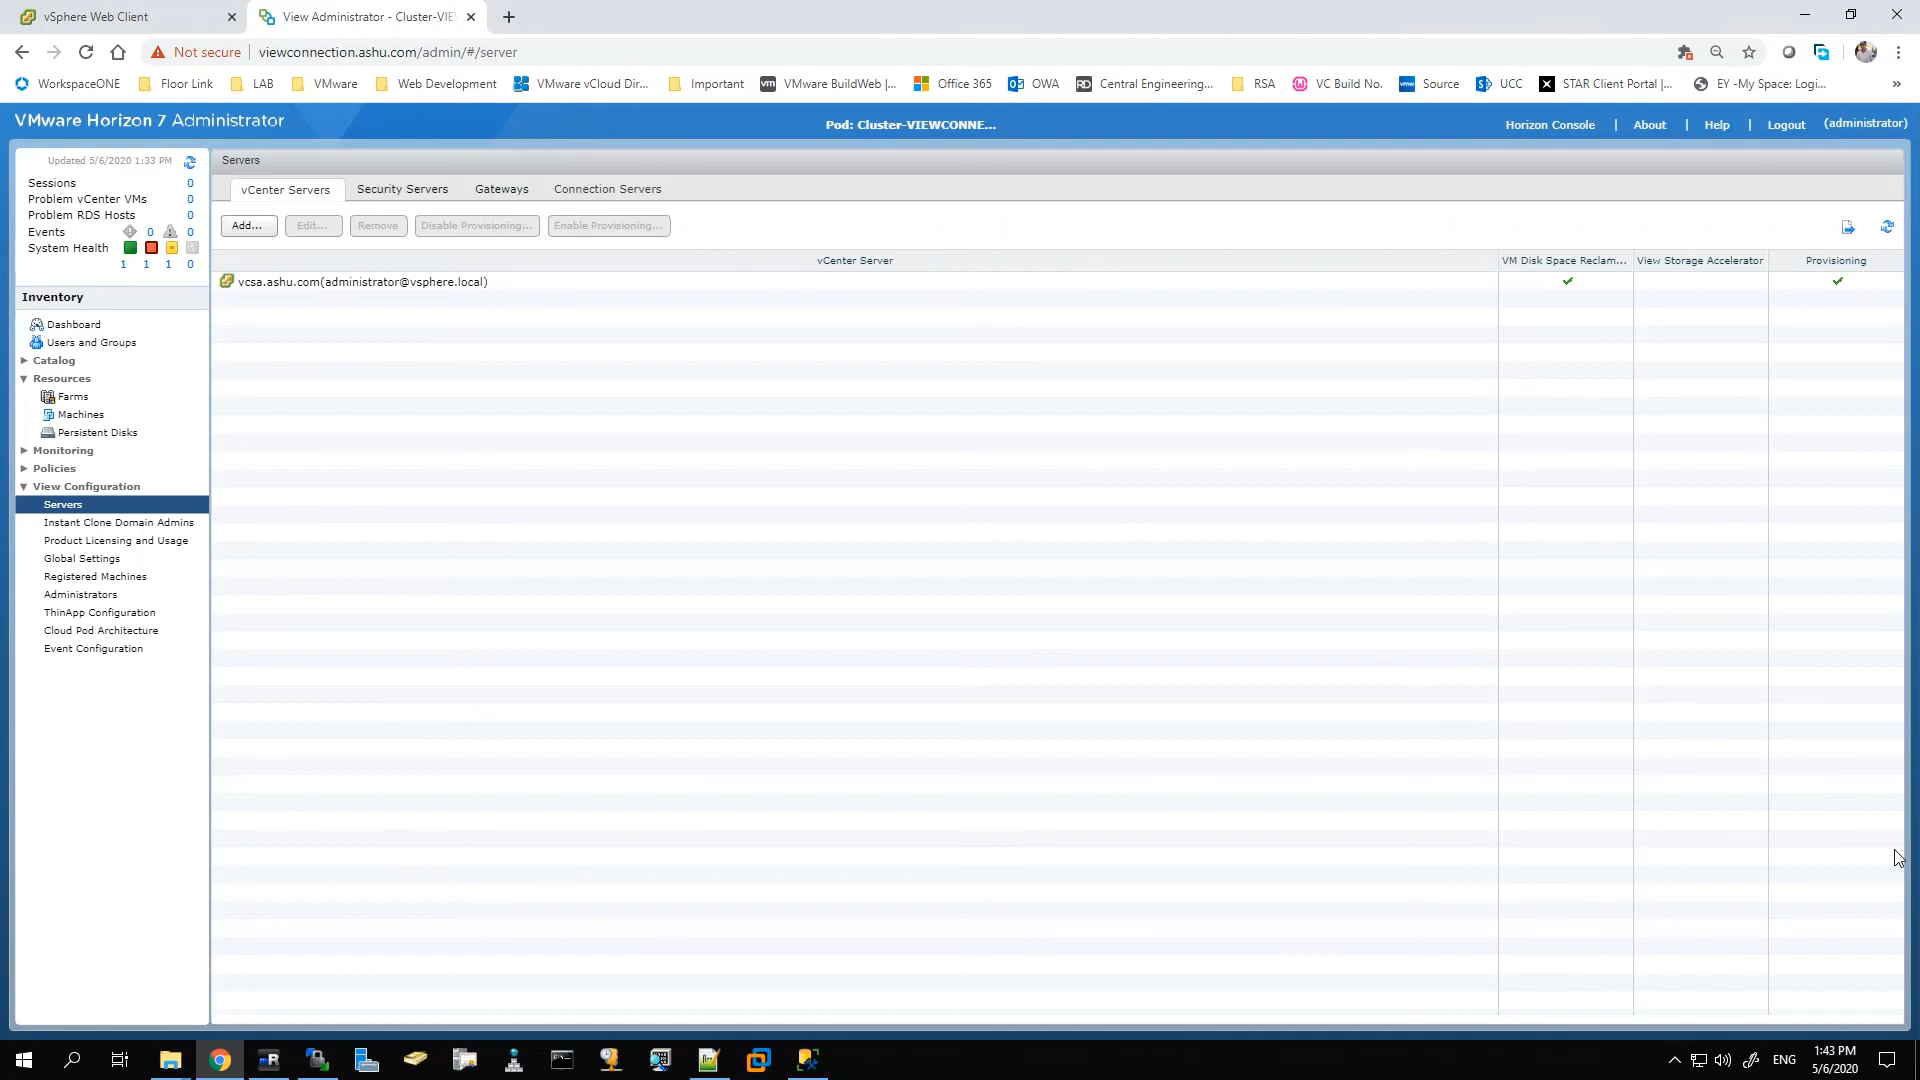 vSphere Web Client
View Administrator - Cluster-VIE
Not secure
viewconnection.ashu.com/admin/#/server
WorkspaceONE
Floor Link
LAB
VMware
Web Development
VMware vCloud Dir...
Important
VMware BuildWeb |...
Office 365
OWA
Central Engineering...
RSA
VC Build No.
Source
UCC
STAR Client Portal |...
EY -My Space: Logi...
»
VMware Horizon 7 Administrator
Pod: Cluster-VIEWCONNE...
Horizon Console | About | Help | Logout (administrator)
Updated 5/6/2020 1:33 PM
Sessions 0
Problem vCenter VMs 0
Problem RDS Hosts 0
Events 0 0
System Health
1 1 1 0
Inventory
Dashboard
Users and Groups
Catalog
Resources
Farms
Machines
Persistent Disks
Monitoring
Policies
View Configuration
Servers
Instant Clone Domain Admins
Product Licensing and Usage
Global Settings
Registered Machines
Administrators
ThinApp Configuration
Cloud Pod Architecture
Event Configuration
Servers
vCenter Servers
Security Servers
Gateways
Connection Servers
Add...
Edit...
Remove
Disable Provisioning...
Enable Provisioning...
vCenter Server
VM Disk Space Reclam...
View Storage Accelerator
Provisioning
vcsa.ashu.com(administrator@vsphere.local)
ENG
1:43 PM
5/6/2020